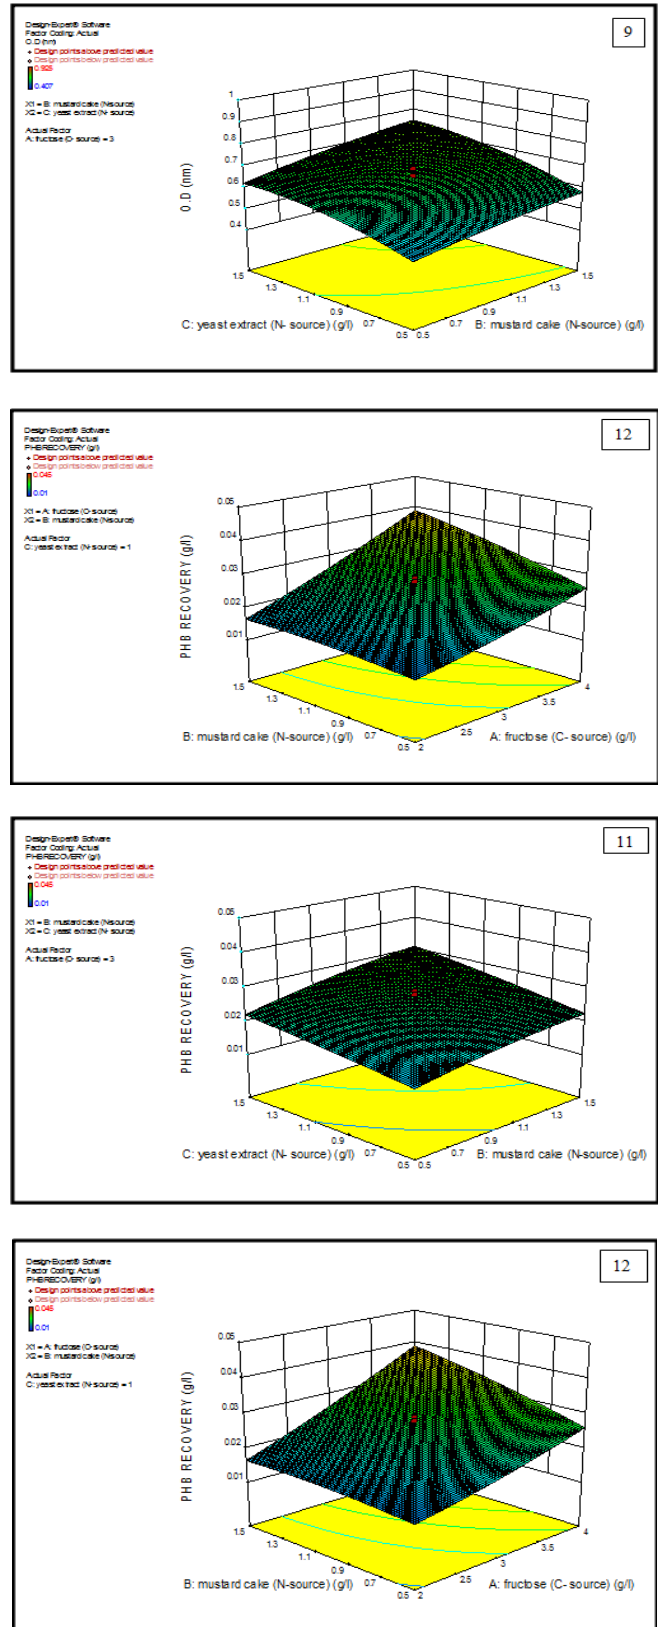 Design-Expert® Software
Factor Coding: Actual
O.D (nm)
Design points above predicted value
Design points below predicted value
0.925
0.407
X1 = B: mustard cake (N-source)
X2 = C: yeast extract (N- source)
Actual Factor
A: fructose (C- source) = 3
9
1
0.9
0.8
0.7
0.6
0.5
0.4
O.D (nm)
1.5
1.3
1.1
0.9
0.7
0.5
0.5
0.7
0.9
1.1
1.3
1.5
C: yeast extract (N- source) (g/l)
B: mustard cake (N-source) (g/l)
Design-Expert® Software
Factor Coding: Actual
PHB RECOVERY (g/l)
Design points above predicted value
Design points below predicted value
0.045
0.01
X1 = A: fructose (C- source)
X2 = B: mustard cake (N-source)
Actual Factor
C: yeast extract (N- source) = 1
12
0.05
0.04
0.03
0.02
0.01
PHB RECOVERY (g/l)
1.5
1.3
1.1
0.9
0.7
0.5
2
2.5
3
3.5
4
B: mustard cake (N-source) (g/l)
A: fructose (C- source) (g/l)
Design-Expert® Software
Factor Coding: Actual
PHB RECOVERY (g/l)
Design points above predicted value
Design points below predicted value
0.045
0.01
X1 = B: mustard cake (N-source)
X2 = C: yeast extract (N- source)
Actual Factor
A: fructose (C- source) = 3
11
0.05
0.04
0.03
0.02
0.01
PHB RECOVERY (g/l)
1.5
1.3
1.1
0.9
0.7
0.5
0.5
0.7
0.9
1.1
1.3
1.5
C: yeast extract (N- source) (g/l)
B: mustard cake (N-source) (g/l)
Design-Expert® Software
Factor Coding: Actual
PHB RECOVERY (g/l)
Design points above predicted value
Design points below predicted value
0.045
0.01
X1 = A: fructose (C- source)
X2 = B: mustard cake (N-source)
Actual Factor
C: yeast extract (N- source) = 1
12
0.05
0.04
0.03
0.02
0.01
PHB RECOVERY (g/l)
1.5
1.3
1.1
0.9
0.7
0.5
2
2.5
3
3.5
4
B: mustard cake (N-source) (g/l)
A: fructose (C- source) (g/l)